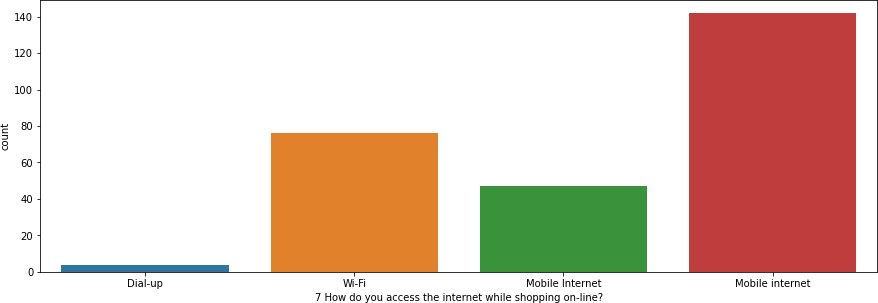 140
120
100
80
60
40
20
0
count
Dial-up Wi-Fi Mobile Internet Mobile internet
7 How do you access the internet while shopping on-line?